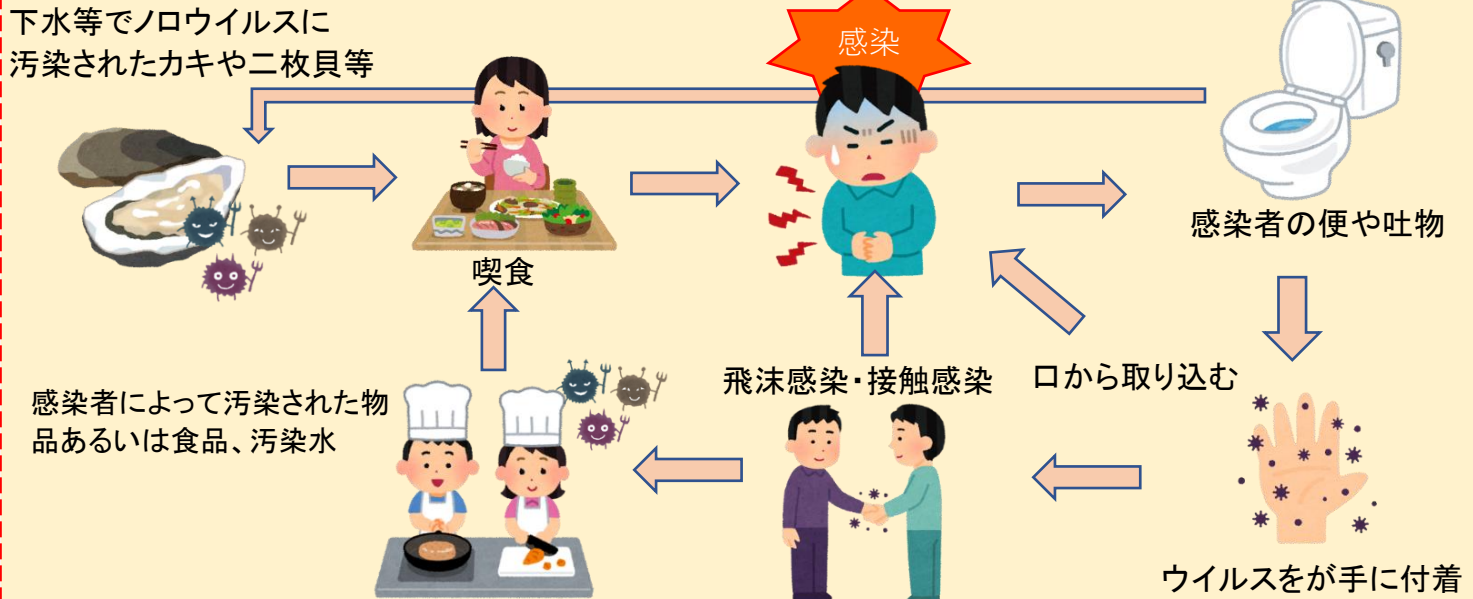 下水等でノロウイルスに
汚染されたカキや二枚貝等
感染
感染者の便や吐物
喫食
飛沫感染・接触感染
口から取り込む
感染者によって汚染された物
品あるいは食品、汚染水
ウイルスをが手に付着